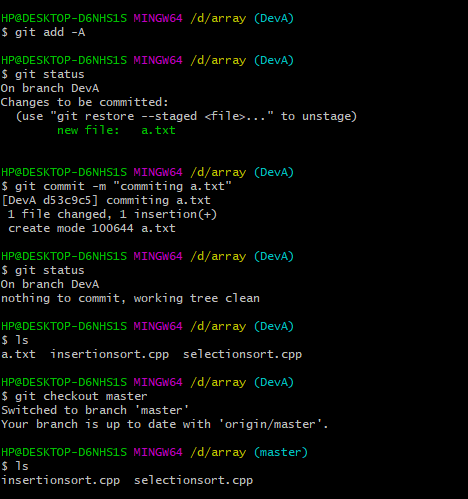 HP@DESKTOP-D6NHS1S MINGW64 /d/array (DevA)
$ git add -A
HP@DESKTOP-D6NHS1S MINGW64 /d/array (DevA)
$ git status
On branch DevA
Changes to be committed:
  (use "git restore --staged <file>..." to unstage)
        new file:   a.txt
HP@DESKTOP-D6NHS1S MINGW64 /d/array (DevA)
$ git commit -m "commiting a.txt"
[DevA d53c9c5] commiting a.txt
 1 file changed, 1 insertion(+)
 create mode 100644 a.txt
HP@DESKTOP-D6NHS1S MINGW64 /d/array (DevA)
$ git status
On branch DevA
nothing to commit, working tree clean
HP@DESKTOP-D6NHS1S MINGW64 /d/array (DevA)
$ ls
a.txt  insertionsort.cpp  selectionsort.cpp
HP@DESKTOP-D6NHS1S MINGW64 /d/array (DevA)
$ git checkout master
Switched to branch 'master'
Your branch is up to date with 'origin/master'.
HP@DESKTOP-D6NHS1S MINGW64 /d/array (master)
$ ls
insertionsort.cpp  selectionsort.cpp